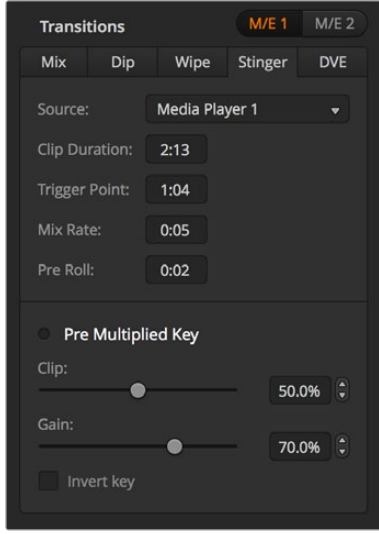 Transitions M/E 1 M/E 2
Mix Dip Wipe Stinger DVE
Source: Media Player 1
Clip Duration: 2:13
Trigger Point: 1:04
Mix Rate: 0:05
Pre Roll: 0:02
Pre Multiplied Key
Clip:
50.0%
Gain:
70.0%
Invert key